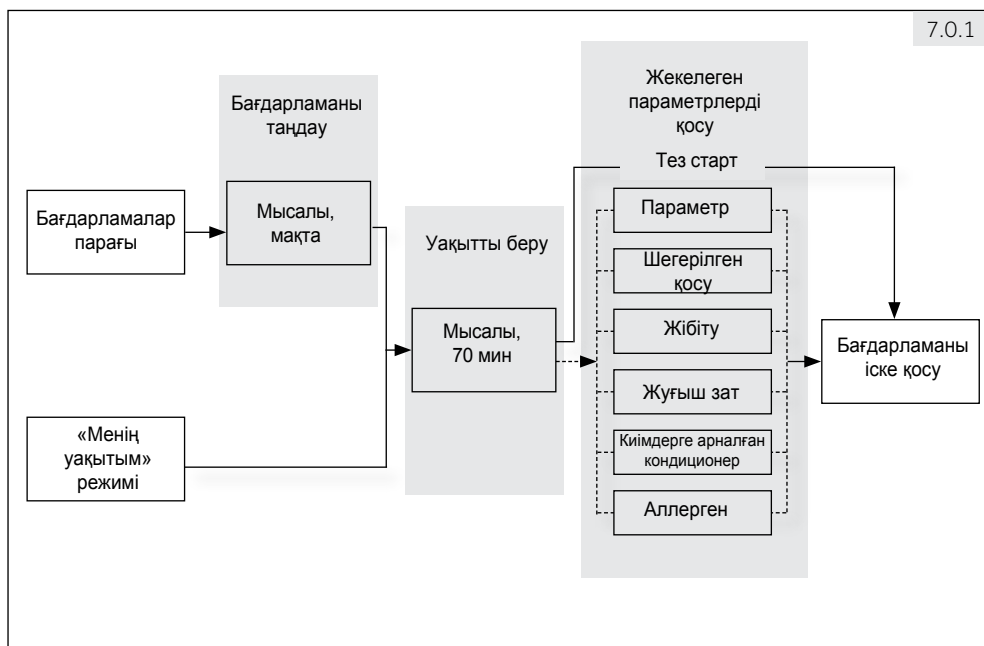 7.0.1
Бағдарламалар
парағы
«Менің
уақытым»
режимі
Бағдарламаны
таңдау
Мысалы,
мақта
Уақытты беру
Мысалы,
70 мин
Жекелеген
параметрлерді
қосу
Тез старт
Параметр
Шегерілген
қосу
Жібіту
Жуғыш зат
Киімдерге арналған
кондиционер
Аллерген
Бағдарламаны
іске қосу